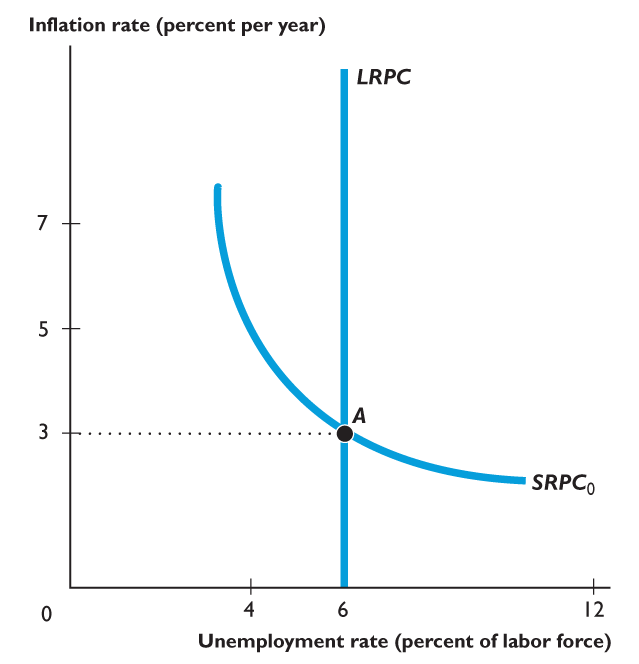 Inflation rate (percent per year)
LRPC
7
5
A
3
SRPC0
0
4
6
12
Unemployment rate (percent of labor force)